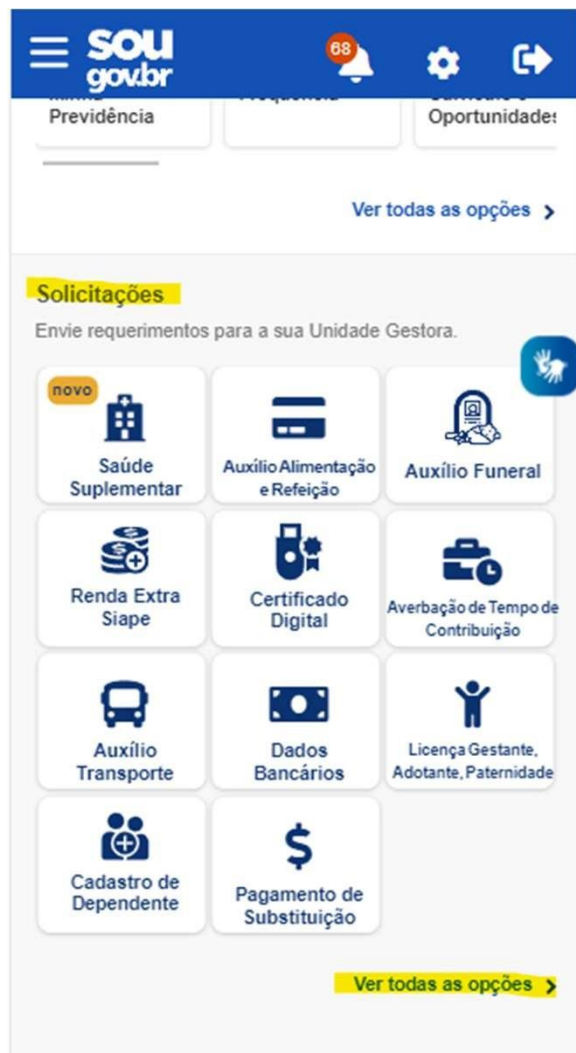 sou
gov.br
68
Previdência
Oportunidades
Ver todas as opções
Solicitações
Envie requerimentos para a sua Unidade Gestora.
novo
Saúde
Suplementar
Auxílio Alimentação
e Refeição
Auxílio Funeral
Renda Extra
Siape
Certificado
Digital
Averbação de Tempo de
Contribuição
Auxílio
Transporte
Dados
Bancários
Licença Gestante,
Adotante, Paternidade
Cadastro de
Dependente
Pagamento de
Substituição
Ver todas as opções